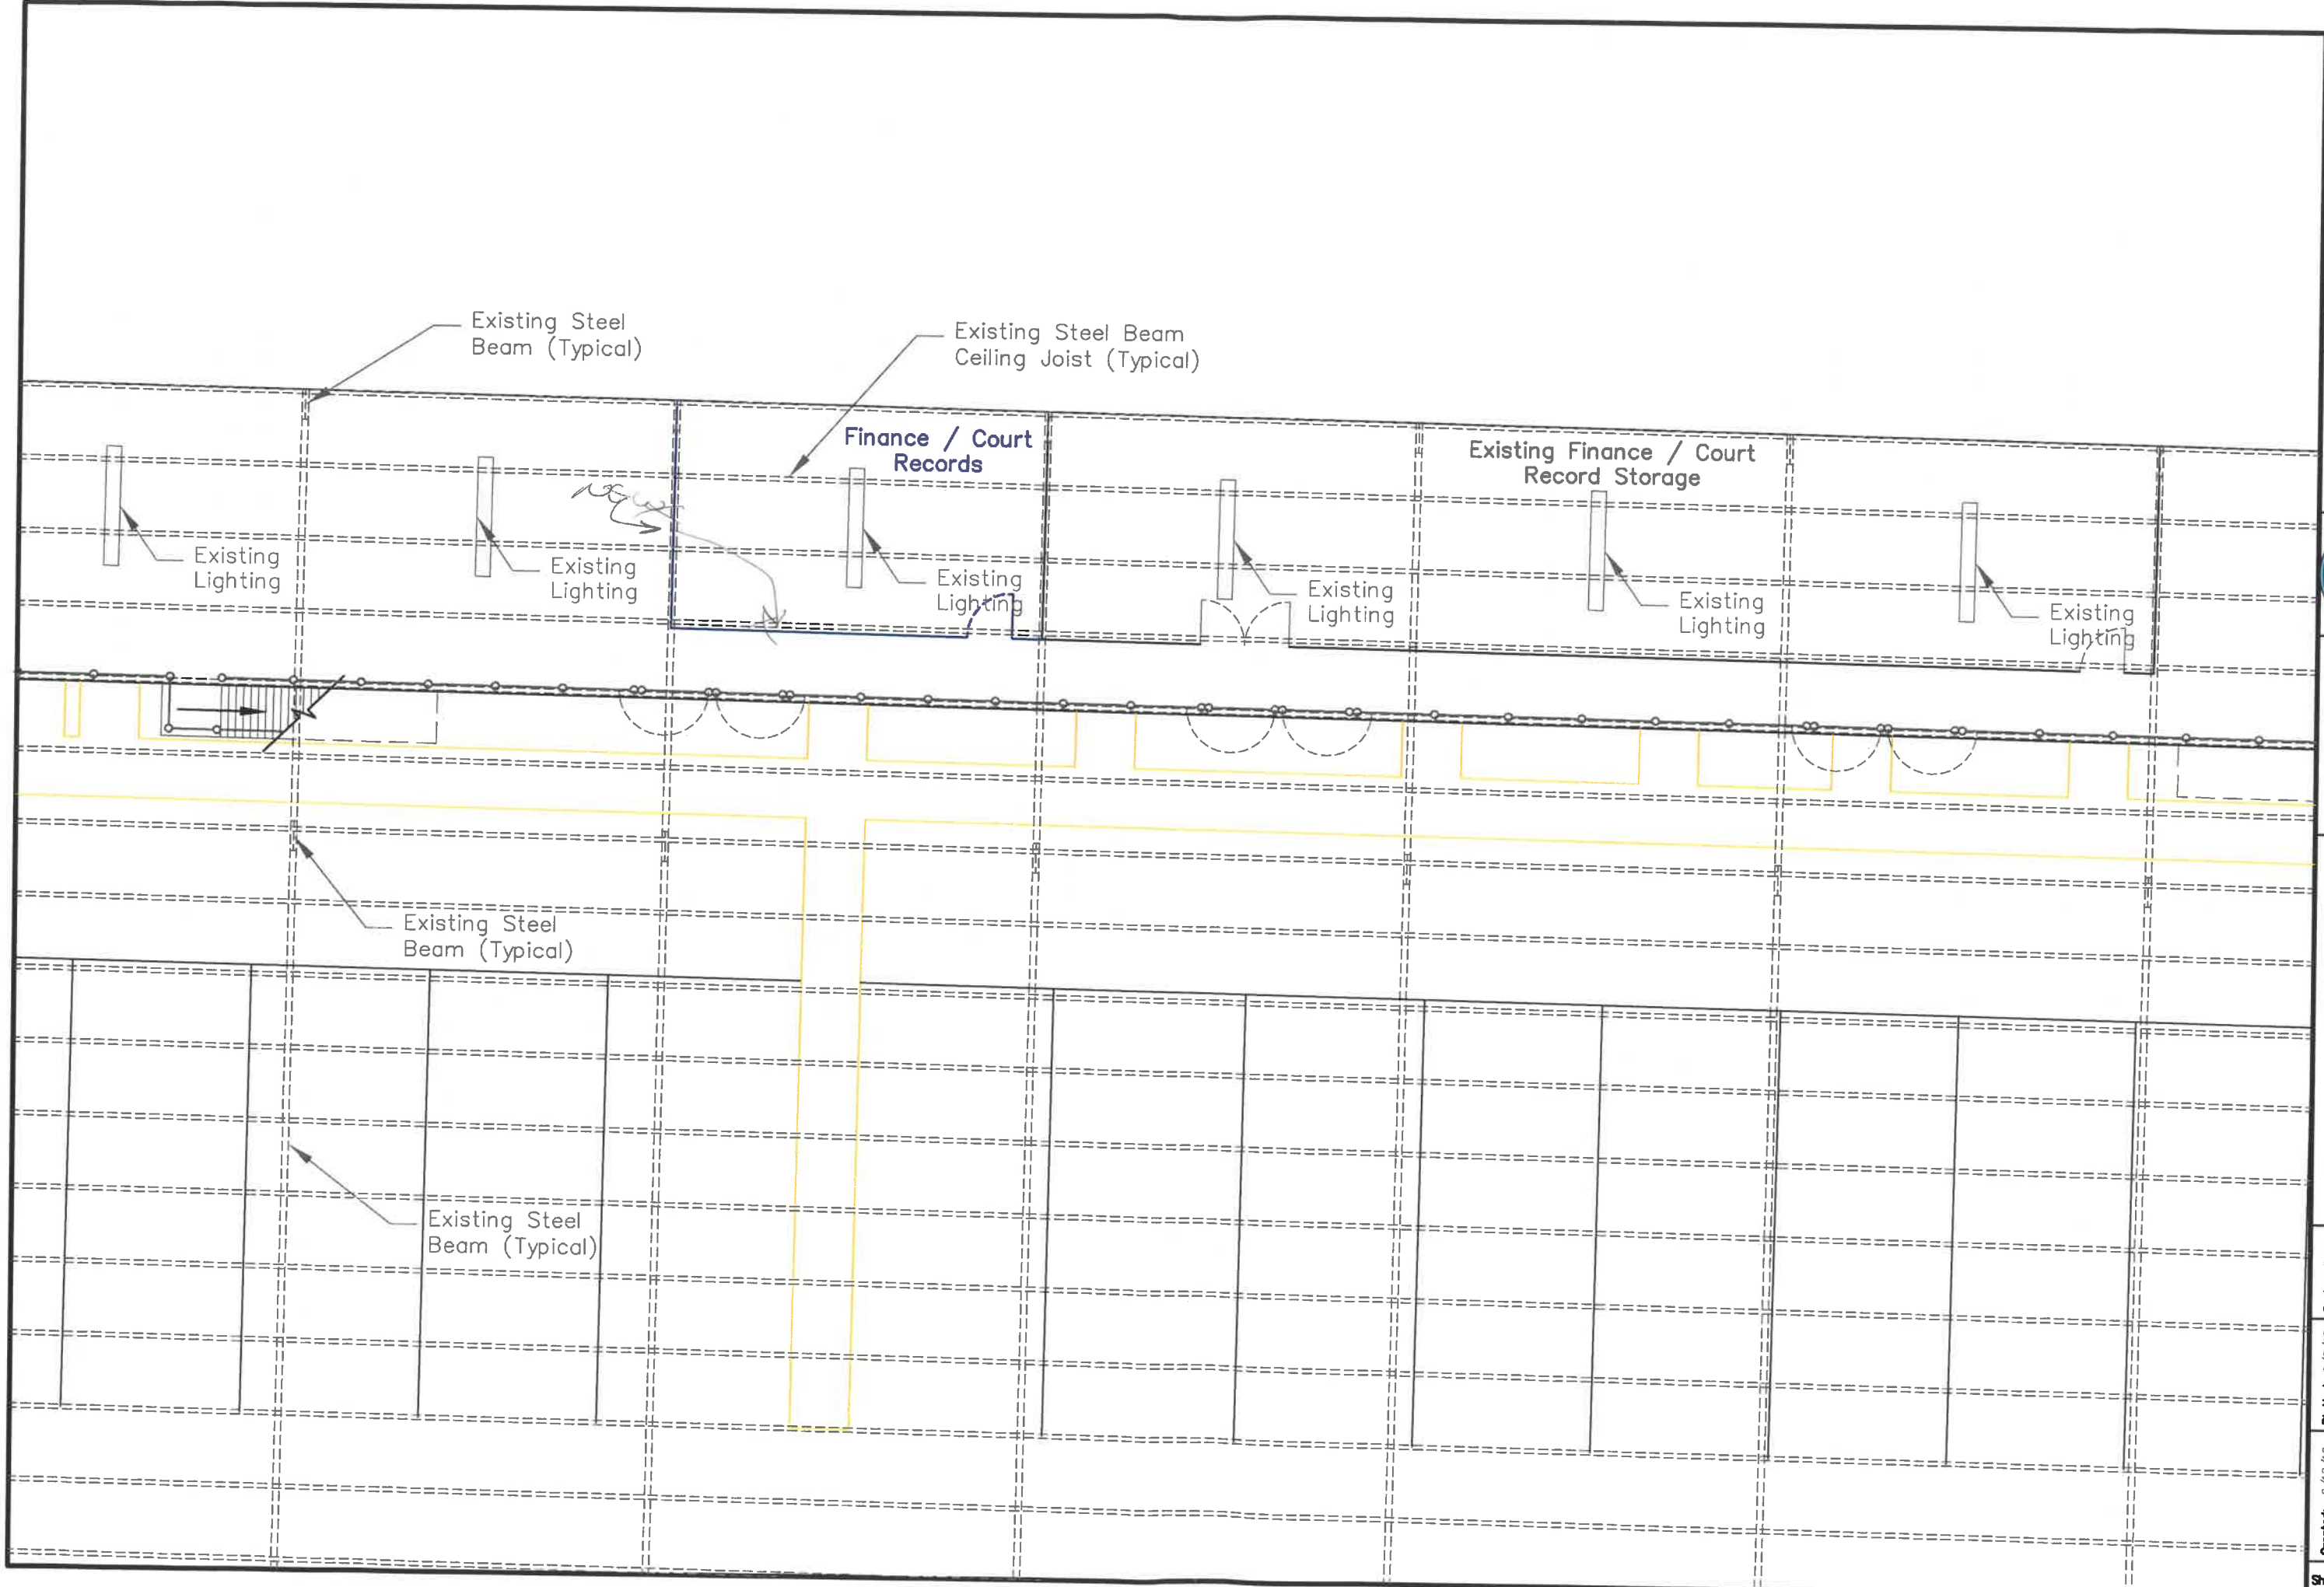 Existing Steel
Beam (Typical)
Existing Steel Beam
Ceiling Joist (Typical)
Finance / Court
Records
Existing Finance / Court
Record Storage
Existing
Lighting
Existing
Lighting
Existing
Lighting
Existing
Lighting
Existing
Lighting
Existing
Lighting
Existing Steel
Beam (Typical)
Existing Steel
Beam (Typical)